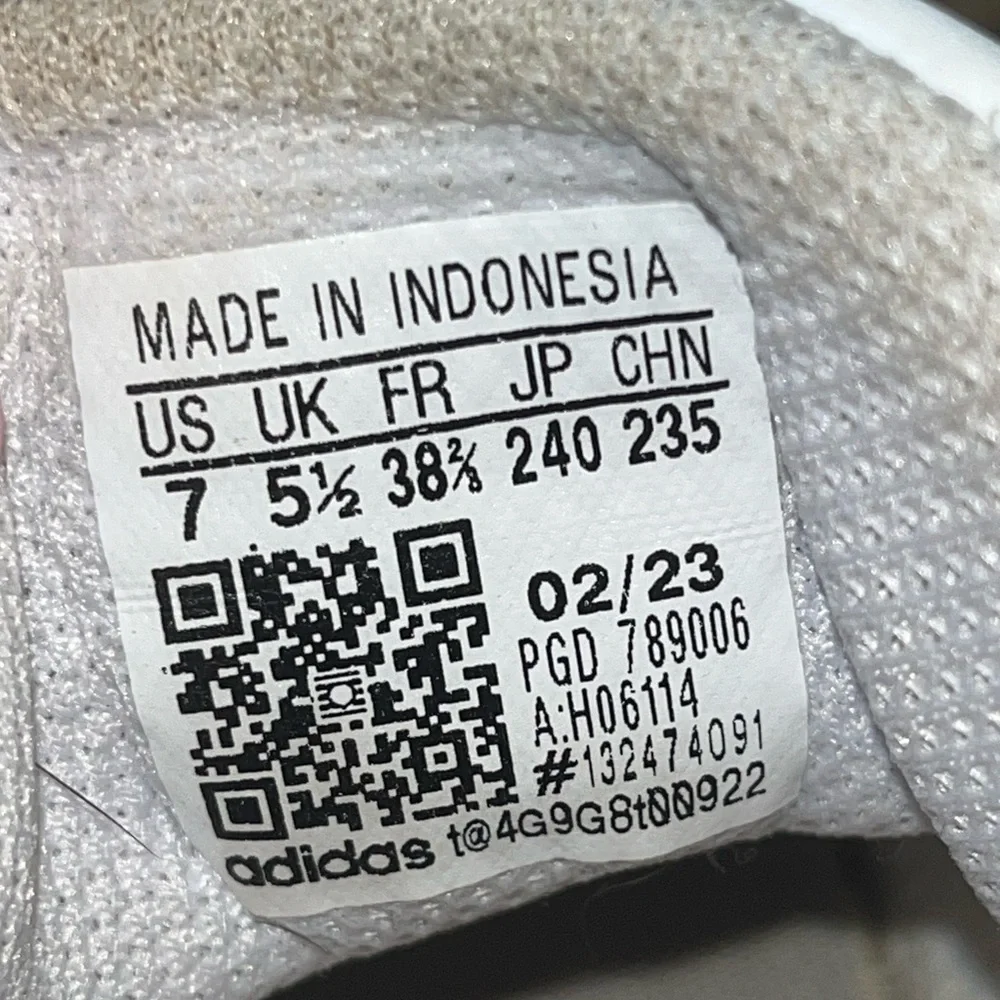 MADE IN INDONESIA
US UK FR JP CHN
7 5½ 38⅔ 240 235
02/23
PGD 789006
A:H06114
#132474091
adidas t@4G9G8t00922